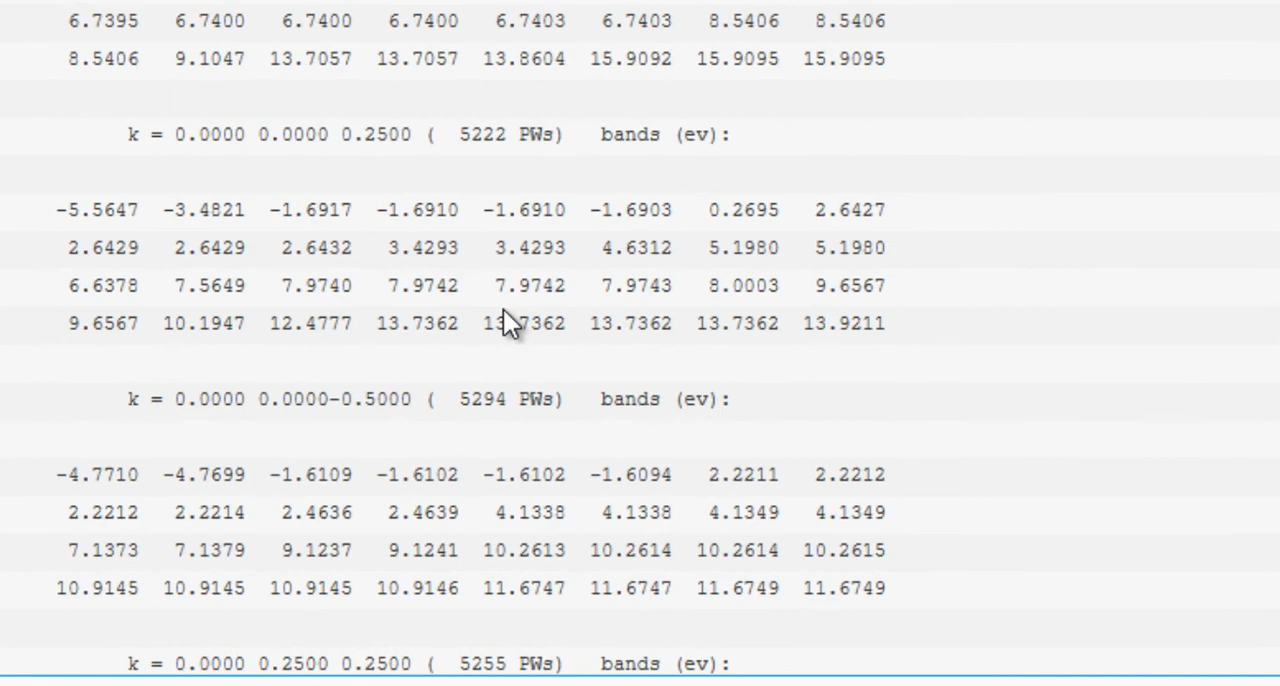 6.7395 6.7400 6.7400 6.7400 6.7403 6.7403 8.5406 8.5406
8.5406 9.1047 13.7057 13.7057 13.8604 15.9092 15.9095 15.9095
k = 0.0000 0.0000 0.2500 ( 5222 PWs) bands (ev):
-5.5647 -3.4821 -1.6917 -1.6910 -1.6910 -1.6903 0.2695 2.6427
2.6429 2.6429 2.6432 3.4293 3.4293 4.6312 5.1980 5.1980
6.6378 7.5649 7.9740 7.9742 7.9742 7.9743 8.0003 9.6567
9.6567 10.1947 12.4777 13.7362 13.7362 13.7362 13.7362 13.9211
k = 0.0000 0.0000-0.5000 ( 5294 PWs) bands (ev):
-4.7710 -4.7699 -1.6109 -1.6102 -1.6102 -1.6094 2.2211 2.2212
2.2212 2.2214 2.4636 2.4639 4.1338 4.1338 4.1349 4.1349
7.1373 7.1379 9.1237 9.1241 10.2613 10.2614 10.2614 10.2615
10.9145 10.9145 10.9145 10.9146 11.6747 11.6747 11.6749 11.6749
k = 0.0000 0.2500 0.2500 ( 5255 PWs) bands (ev):